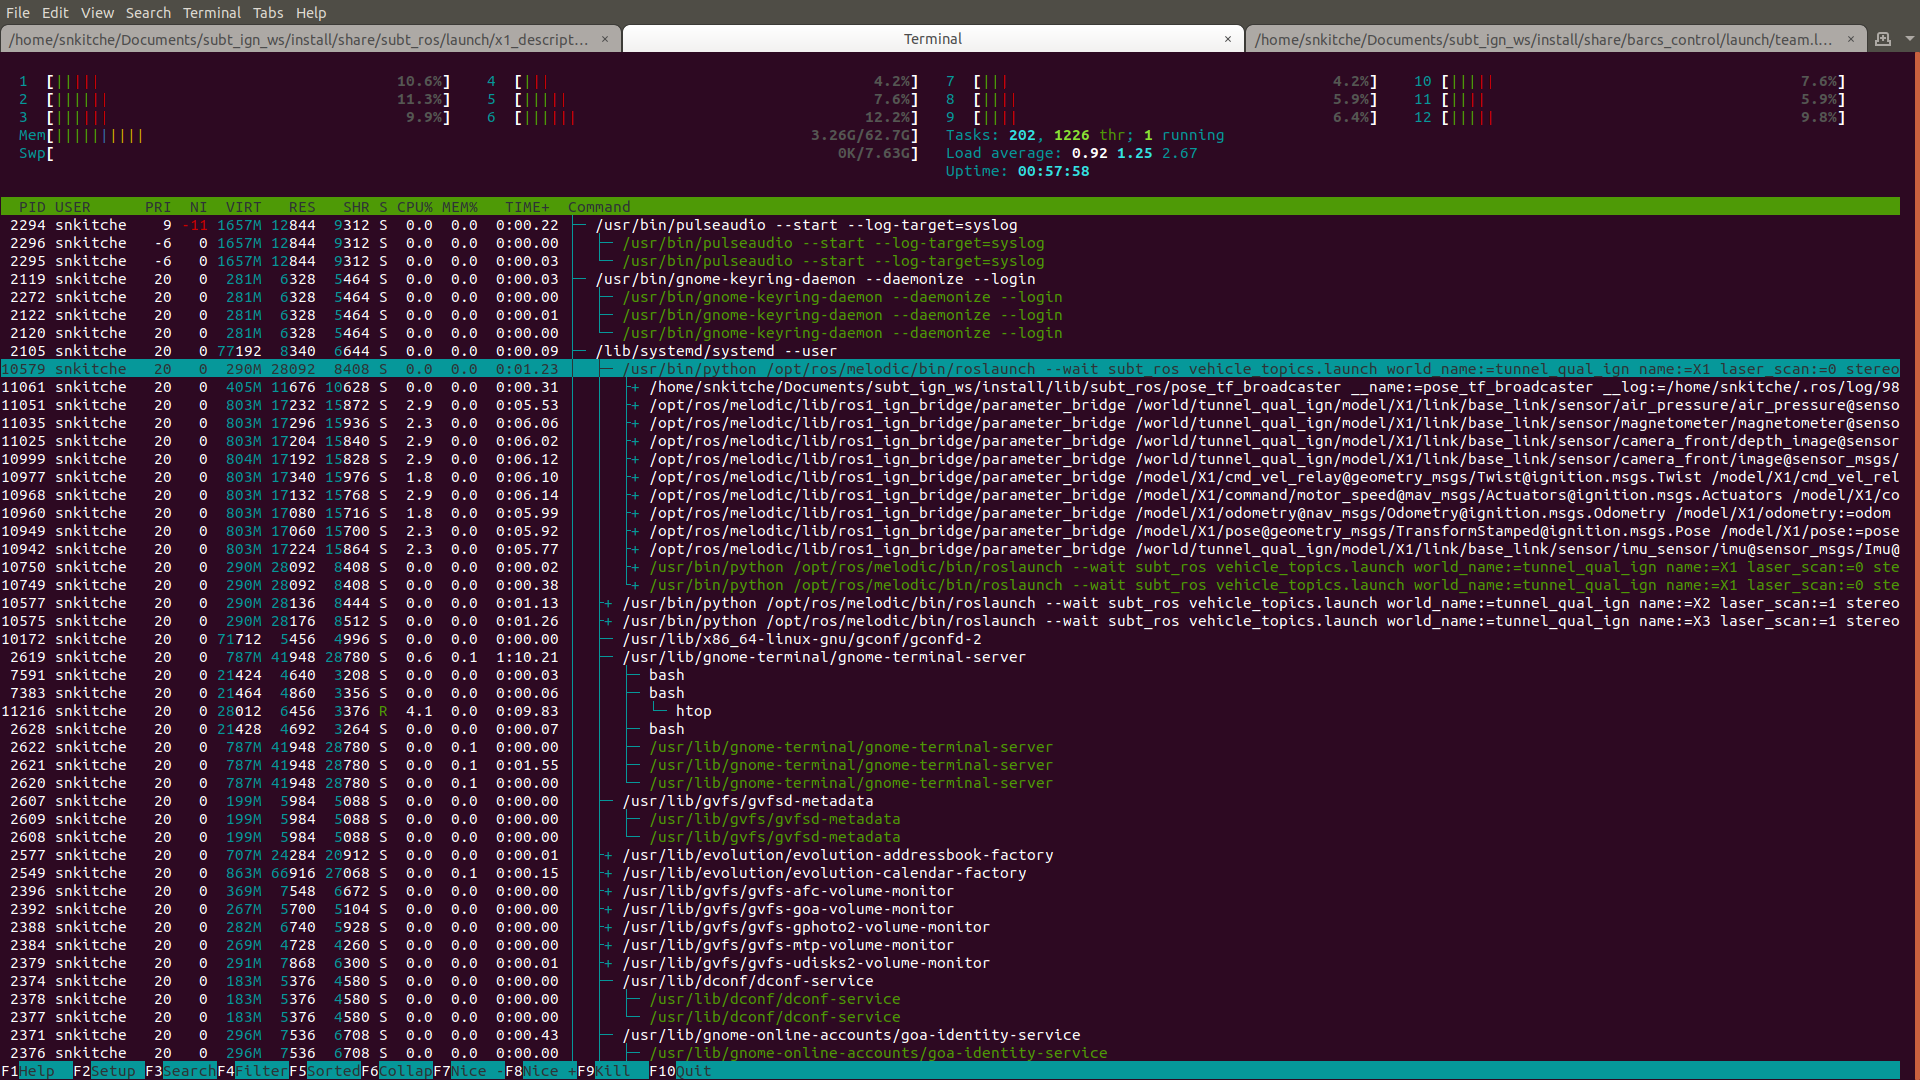 File Edit View Search Terminal Tabs Help
/home/snkitche/Documents/subt_ign_ws/install/share/subt_ros/launch/x1_descript... × Terminal × /home/snkitche/Documents/subt_ign_ws/install/share/barcs_control/launch/team.l... ×
1 [||||| 10.6%] 4 [||| 4.2%] 7 [||| 4.2%] 10 [||||| 7.6%]
2 [|||||| 11.3%] 5 [||||| 7.6%] 8 [|||| 5.9%] 11 [|||| 5.9%]
3 [|||||| 9.9%] 6 [|||||| 12.2%] 9 [|||| 6.4%] 12 [||||| 9.8%]
Mem[|||||||||| 3.26G/62.7G] Tasks: 202, 1226 thr; 1 running
Swp[ 0K/7.63G] Load average: 0.92 1.25 2.67
Uptime: 00:57:58
PID USER PRI NI VIRT RES SHR S CPU% MEM% TIME+ Command
2294 snkitche 9 -11 1657M 12844 9312 S 0.0 0.0 0:00.22 ├─ /usr/bin/pulseaudio --start --log-target=syslog
2296 snkitche -6 0 1657M 12844 9312 S 0.0 0.0 0:00.00 │ ├─ /usr/bin/pulseaudio --start --log-target=syslog
2295 snkitche -6 0 1657M 12844 9312 S 0.0 0.0 0:00.03 │ └─ /usr/bin/pulseaudio --start --log-target=syslog
2119 snkitche 20 0 281M 6328 5464 S 0.0 0.0 0:00.03 ├─ /usr/bin/gnome-keyring-daemon --daemonize --login
2272 snkitche 20 0 281M 6328 5464 S 0.0 0.0 0:00.00 │ ├─ /usr/bin/gnome-keyring-daemon --daemonize --login
2122 snkitche 20 0 281M 6328 5464 S 0.0 0.0 0:00.01 │ ├─ /usr/bin/gnome-keyring-daemon --daemonize --login
2120 snkitche 20 0 281M 6328 5464 S 0.0 0.0 0:00.00 │ └─ /usr/bin/gnome-keyring-daemon --daemonize --login
2105 snkitche 20 0 77192 8340 6644 S 0.0 0.0 0:00.09 ├─ /lib/systemd/systemd --user
10579 snkitche 20 0 290M 28092 8408 S 0.0 0.0 0:01.23 │ ├─ /usr/bin/python /opt/ros/melodic/bin/roslaunch --wait subt_ros vehicle_topics.launch world_name:=tunnel_qual_ign name:=X1 laser_scan:=0 stereo
11061 snkitche 20 0 405M 11676 10628 S 0.0 0.0 0:00.31 │ │ ├+ /home/snkitche/Documents/subt_ign_ws/install/lib/subt_ros/pose_tf_broadcaster __name:=pose_tf_broadcaster __log:=/home/snkitche/.ros/log/98
11051 snkitche 20 0 803M 17232 15872 S 2.9 0.0 0:05.53 │ │ ├+ /opt/ros/melodic/lib/ros1_ign_bridge/parameter_bridge /world/tunnel_qual_ign/model/X1/link/base_link/sensor/air_pressure/air_pressure@senso
11035 snkitche 20 0 803M 17296 15936 S 2.3 0.0 0:06.06 │ │ ├+ /opt/ros/melodic/lib/ros1_ign_bridge/parameter_bridge /world/tunnel_qual_ign/model/X1/link/base_link/sensor/magnetometer/magnetometer@senso
11025 snkitche 20 0 803M 17204 15840 S 2.9 0.0 0:06.02 │ │ ├+ /opt/ros/melodic/lib/ros1_ign_bridge/parameter_bridge /world/tunnel_qual_ign/model/X1/link/base_link/sensor/camera_front/depth_image@sensor
10999 snkitche 20 0 804M 17192 15828 S 2.9 0.0 0:06.12 │ │ ├+ /opt/ros/melodic/lib/ros1_ign_bridge/parameter_bridge /world/tunnel_qual_ign/model/X1/link/base_link/sensor/camera_front/image@sensor_msgs/
10977 snkitche 20 0 803M 17340 15976 S 1.8 0.0 0:06.10 │ │ ├+ /opt/ros/melodic/lib/ros1_ign_bridge/parameter_bridge /model/X1/cmd_vel_relay@geometry_msgs/Twist@ignition.msgs.Twist /model/X1/cmd_vel_rel
10968 snkitche 20 0 803M 17132 15768 S 2.9 0.0 0:06.14 │ │ ├+ /opt/ros/melodic/lib/ros1_ign_bridge/parameter_bridge /model/X1/command/motor_speed@mav_msgs/Actuators@ignition.msgs.Actuators /model/X1/co
10960 snkitche 20 0 803M 17080 15716 S 1.8 0.0 0:05.99 │ │ ├+ /opt/ros/melodic/lib/ros1_ign_bridge/parameter_bridge /model/X1/odometry@nav_msgs/Odometry@ignition.msgs.Odometry /model/X1/odometry:=odom
10949 snkitche 20 0 803M 17060 15700 S 2.3 0.0 0:05.92 │ │ ├+ /opt/ros/melodic/lib/ros1_ign_bridge/parameter_bridge /model/X1/pose@geometry_msgs/TransformStamped@ignition.msgs.Pose /model/X1/pose:=pose
10942 snkitche 20 0 803M 17224 15864 S 2.3 0.0 0:05.77 │ │ ├+ /opt/ros/melodic/lib/ros1_ign_bridge/parameter_bridge /world/tunnel_qual_ign/model/X1/link/base_link/sensor/imu_sensor/imu@sensor_msgs/Imu@
10750 snkitche 20 0 290M 28092 8408 S 0.0 0.0 0:00.02 │ │ ├+ /usr/bin/python /opt/ros/melodic/bin/roslaunch --wait subt_ros vehicle_topics.launch world_name:=tunnel_qual_ign name:=X1 laser_scan:=0 ste
10749 snkitche 20 0 290M 28092 8408 S 0.0 0.0 0:00.38 │ │ └+ /usr/bin/python /opt/ros/melodic/bin/roslaunch --wait subt_ros vehicle_topics.launch world_name:=tunnel_qual_ign name:=X1 laser_scan:=0 ste
10577 snkitche 20 0 290M 28136 8444 S 0.0 0.0 0:01.13 │ ├+ /usr/bin/python /opt/ros/melodic/bin/roslaunch --wait subt_ros vehicle_topics.launch world_name:=tunnel_qual_ign name:=X2 laser_scan:=1 stereo
10575 snkitche 20 0 290M 28176 8512 S 0.0 0.0 0:01.26 │ ├+ /usr/bin/python /opt/ros/melodic/bin/roslaunch --wait subt_ros vehicle_topics.launch world_name:=tunnel_qual_ign name:=X3 laser_scan:=1 stereo
10172 snkitche 20 0 71712 5456 4996 S 0.0 0.0 0:00.00 │ ├─ /usr/lib/x86_64-linux-gnu/gconf/gconfd-2
2619 snkitche 20 0 787M 41948 28780 S 0.6 0.1 1:10.21 │ ├─ /usr/lib/gnome-terminal/gnome-terminal-server
7591 snkitche 20 0 21424 4640 3208 S 0.0 0.0 0:00.03 │ │ ├─ bash
7383 snkitche 20 0 21464 4860 3356 S 0.0 0.0 0:00.06 │ │ ├─ bash
11216 snkitche 20 0 28012 6456 3376 R 4.1 0.0 0:09.83 │ │ │ └─ htop
2628 snkitche 20 0 21428 4692 3264 S 0.0 0.0 0:00.07 │ │ ├─ bash
2622 snkitche 20 0 787M 41948 28780 S 0.0 0.1 0:00.00 │ │ ├─ /usr/lib/gnome-terminal/gnome-terminal-server
2621 snkitche 20 0 787M 41948 28780 S 0.0 0.1 0:01.55 │ │ ├─ /usr/lib/gnome-terminal/gnome-terminal-server
2620 snkitche 20 0 787M 41948 28780 S 0.0 0.1 0:00.00 │ │ └─ /usr/lib/gnome-terminal/gnome-terminal-server
2607 snkitche 20 0 199M 5984 5088 S 0.0 0.0 0:00.00 │ ├─ /usr/lib/gvfs/gvfsd-metadata
2609 snkitche 20 0 199M 5984 5088 S 0.0 0.0 0:00.00 │ │ ├─ /usr/lib/gvfs/gvfsd-metadata
2608 snkitche 20 0 199M 5984 5088 S 0.0 0.0 0:00.00 │ │ └─ /usr/lib/gvfs/gvfsd-metadata
2577 snkitche 20 0 707M 24284 20912 S 0.0 0.0 0:00.01 │ ├+ /usr/lib/evolution/evolution-addressbook-factory
2549 snkitche 20 0 863M 66916 27068 S 0.0 0.1 0:00.15 │ ├+ /usr/lib/evolution/evolution-calendar-factory
2396 snkitche 20 0 369M 7548 6672 S 0.0 0.0 0:00.00 │ ├+ /usr/lib/gvfs/gvfs-afc-volume-monitor
2392 snkitche 20 0 267M 5700 5104 S 0.0 0.0 0:00.00 │ ├+ /usr/lib/gvfs/gvfs-goa-volume-monitor
2388 snkitche 20 0 282M 6740 5928 S 0.0 0.0 0:00.00 │ ├+ /usr/lib/gvfs/gvfs-gphoto2-volume-monitor
2384 snkitche 20 0 269M 4728 4260 S 0.0 0.0 0:00.00 │ ├+ /usr/lib/gvfs/gvfs-mtp-volume-monitor
2379 snkitche 20 0 291M 7868 6300 S 0.0 0.0 0:00.01 │ ├+ /usr/lib/gvfs/gvfs-udisks2-volume-monitor
2374 snkitche 20 0 183M 5376 4580 S 0.0 0.0 0:00.00 │ ├─ /usr/lib/dconf/dconf-service
2378 snkitche 20 0 183M 5376 4580 S 0.0 0.0 0:00.00 │ │ ├─ /usr/lib/dconf/dconf-service
2377 snkitche 20 0 183M 5376 4580 S 0.0 0.0 0:00.00 │ │ └─ /usr/lib/dconf/dconf-service
2371 snkitche 20 0 296M 7536 6708 S 0.0 0.0 0:00.43 │ ├─ /usr/lib/gnome-online-accounts/goa-identity-service
2376 snkitche 20 0 296M 7536 6708 S 0.0 0.0 0:00.00 │ │ ├─ /usr/lib/gnome-online-accounts/goa-identity-service
F1Help F2Setup F3SearchF4FilterF5SortedF6CollapF7Nice -F8Nice +F9Kill F10Quit